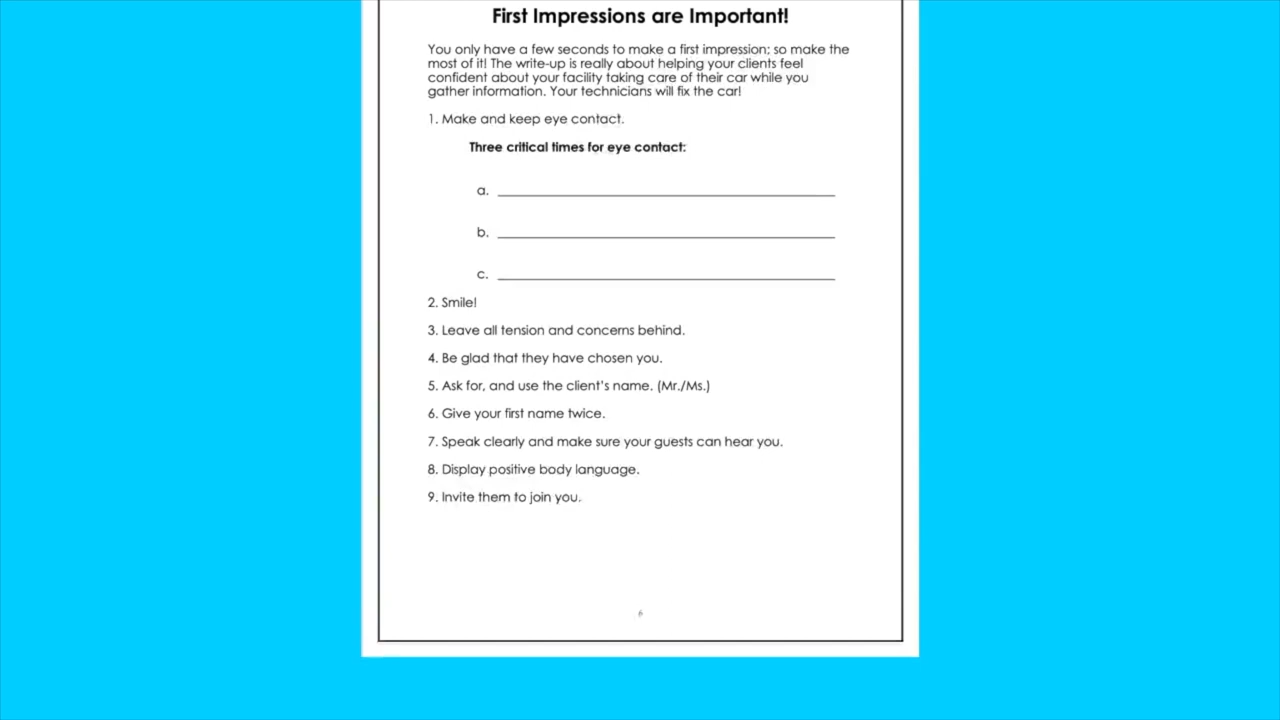 First Impressions are Important!
You only have a few seconds to make a first impression; so make the
most of it! The write-up is really about helping your clients feel
confident about your facility taking care of their car while you
gather information. Your technicians will fix the car!
1. Make and keep eye contact.
Three critical times for eye contact:
a.
b.
c.
2. Smile!
3. Leave all tension and concerns behind.
4. Be glad that they have chosen you.
5. Ask for, and use the client's name. (Mr./Ms.)
6. Give your first name twice.
7. Speak clearly and make sure your guests can hear you.
8. Display positive body language.
9. Invite them to join you.
6